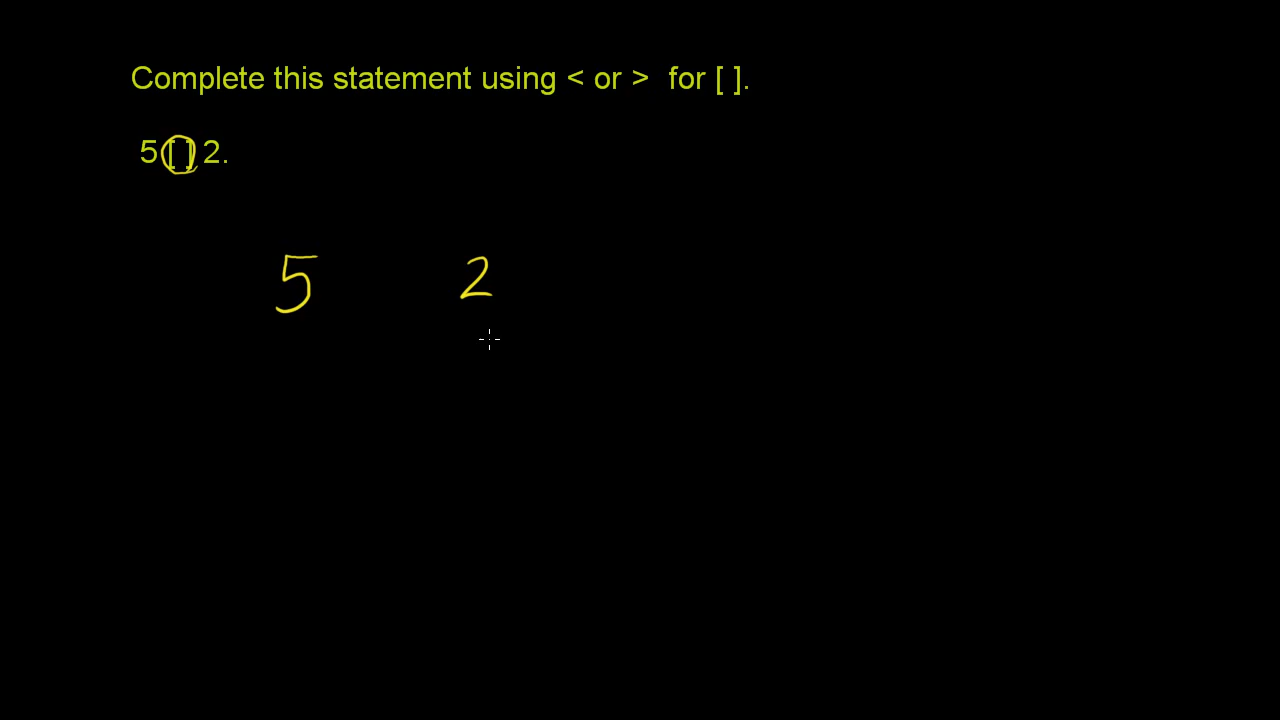 Complete this statement using < or > for [ ].
5 [ ] 2.
5 2